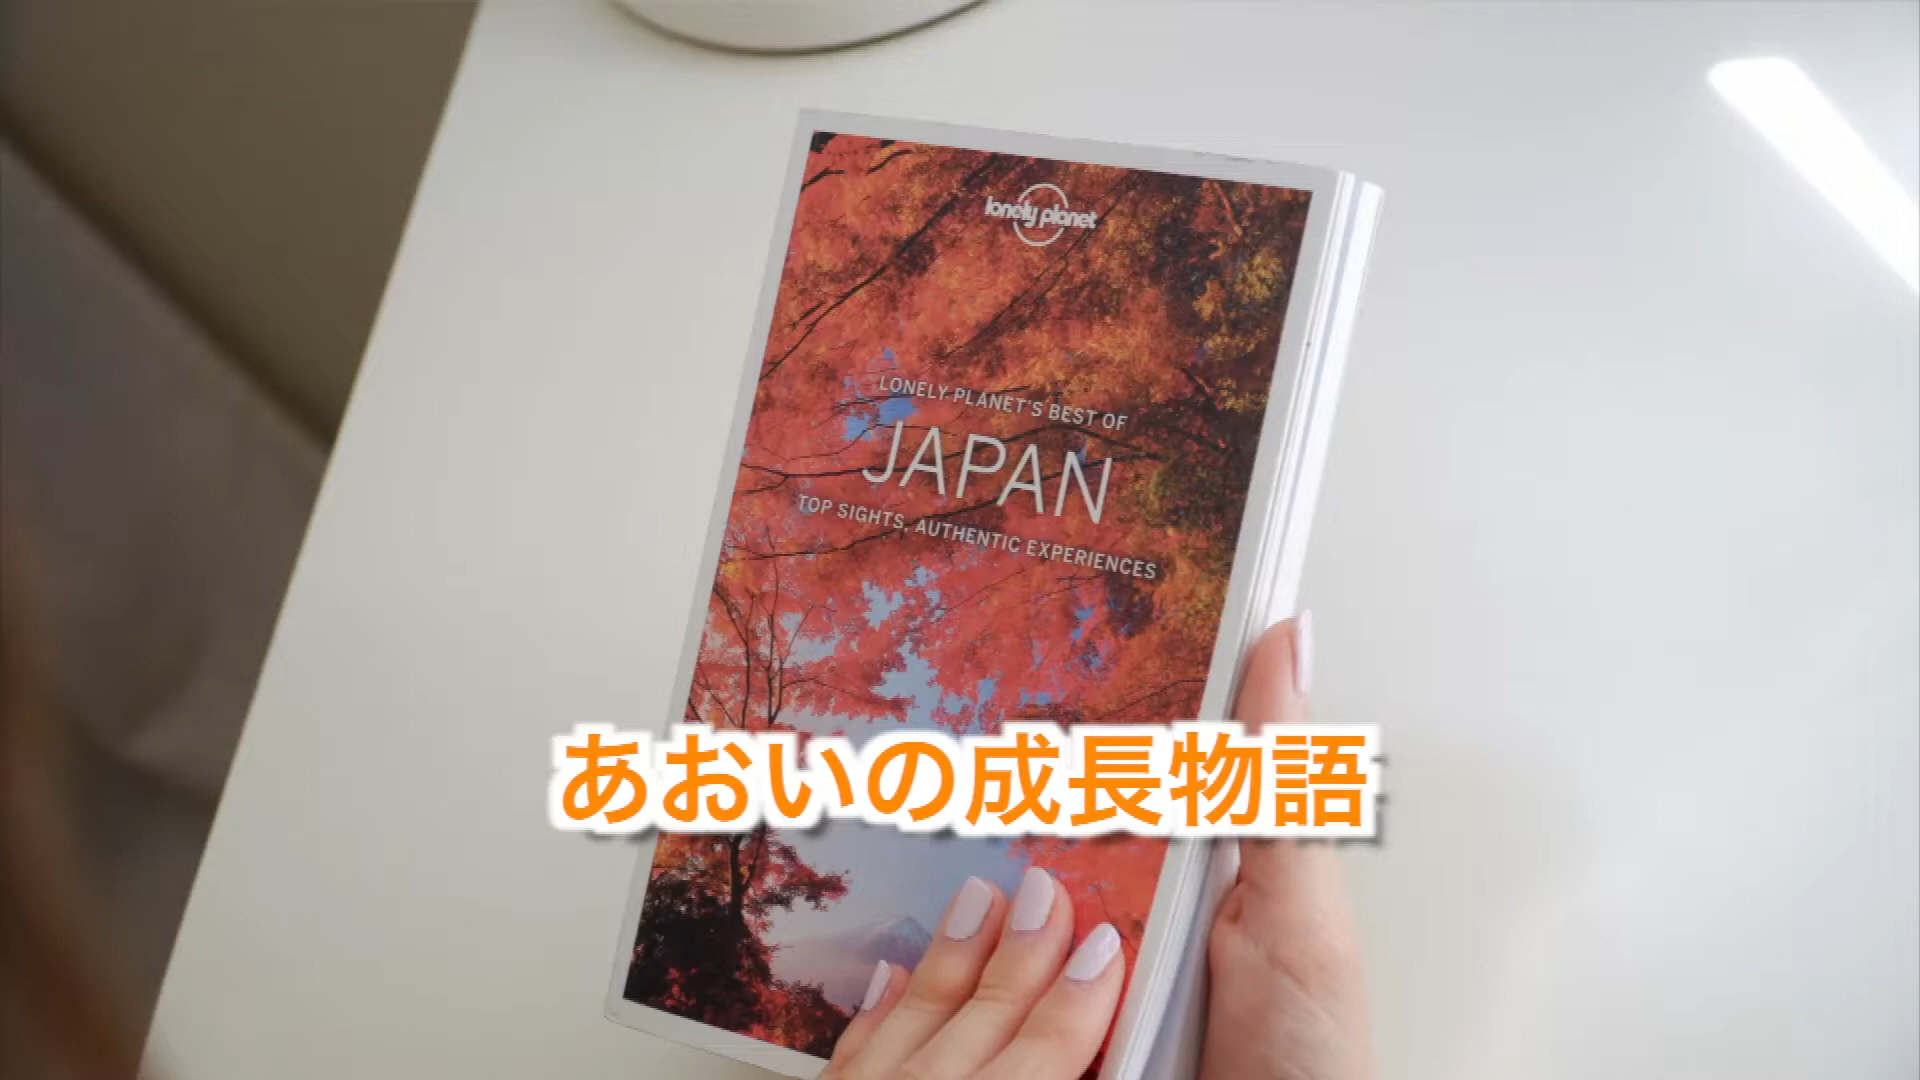 lonely planet
LONELY PLANET'S BEST OF
JAPAN
TOP SIGHTS, AUTHENTIC EXPERIENCES
あおいの成長物語